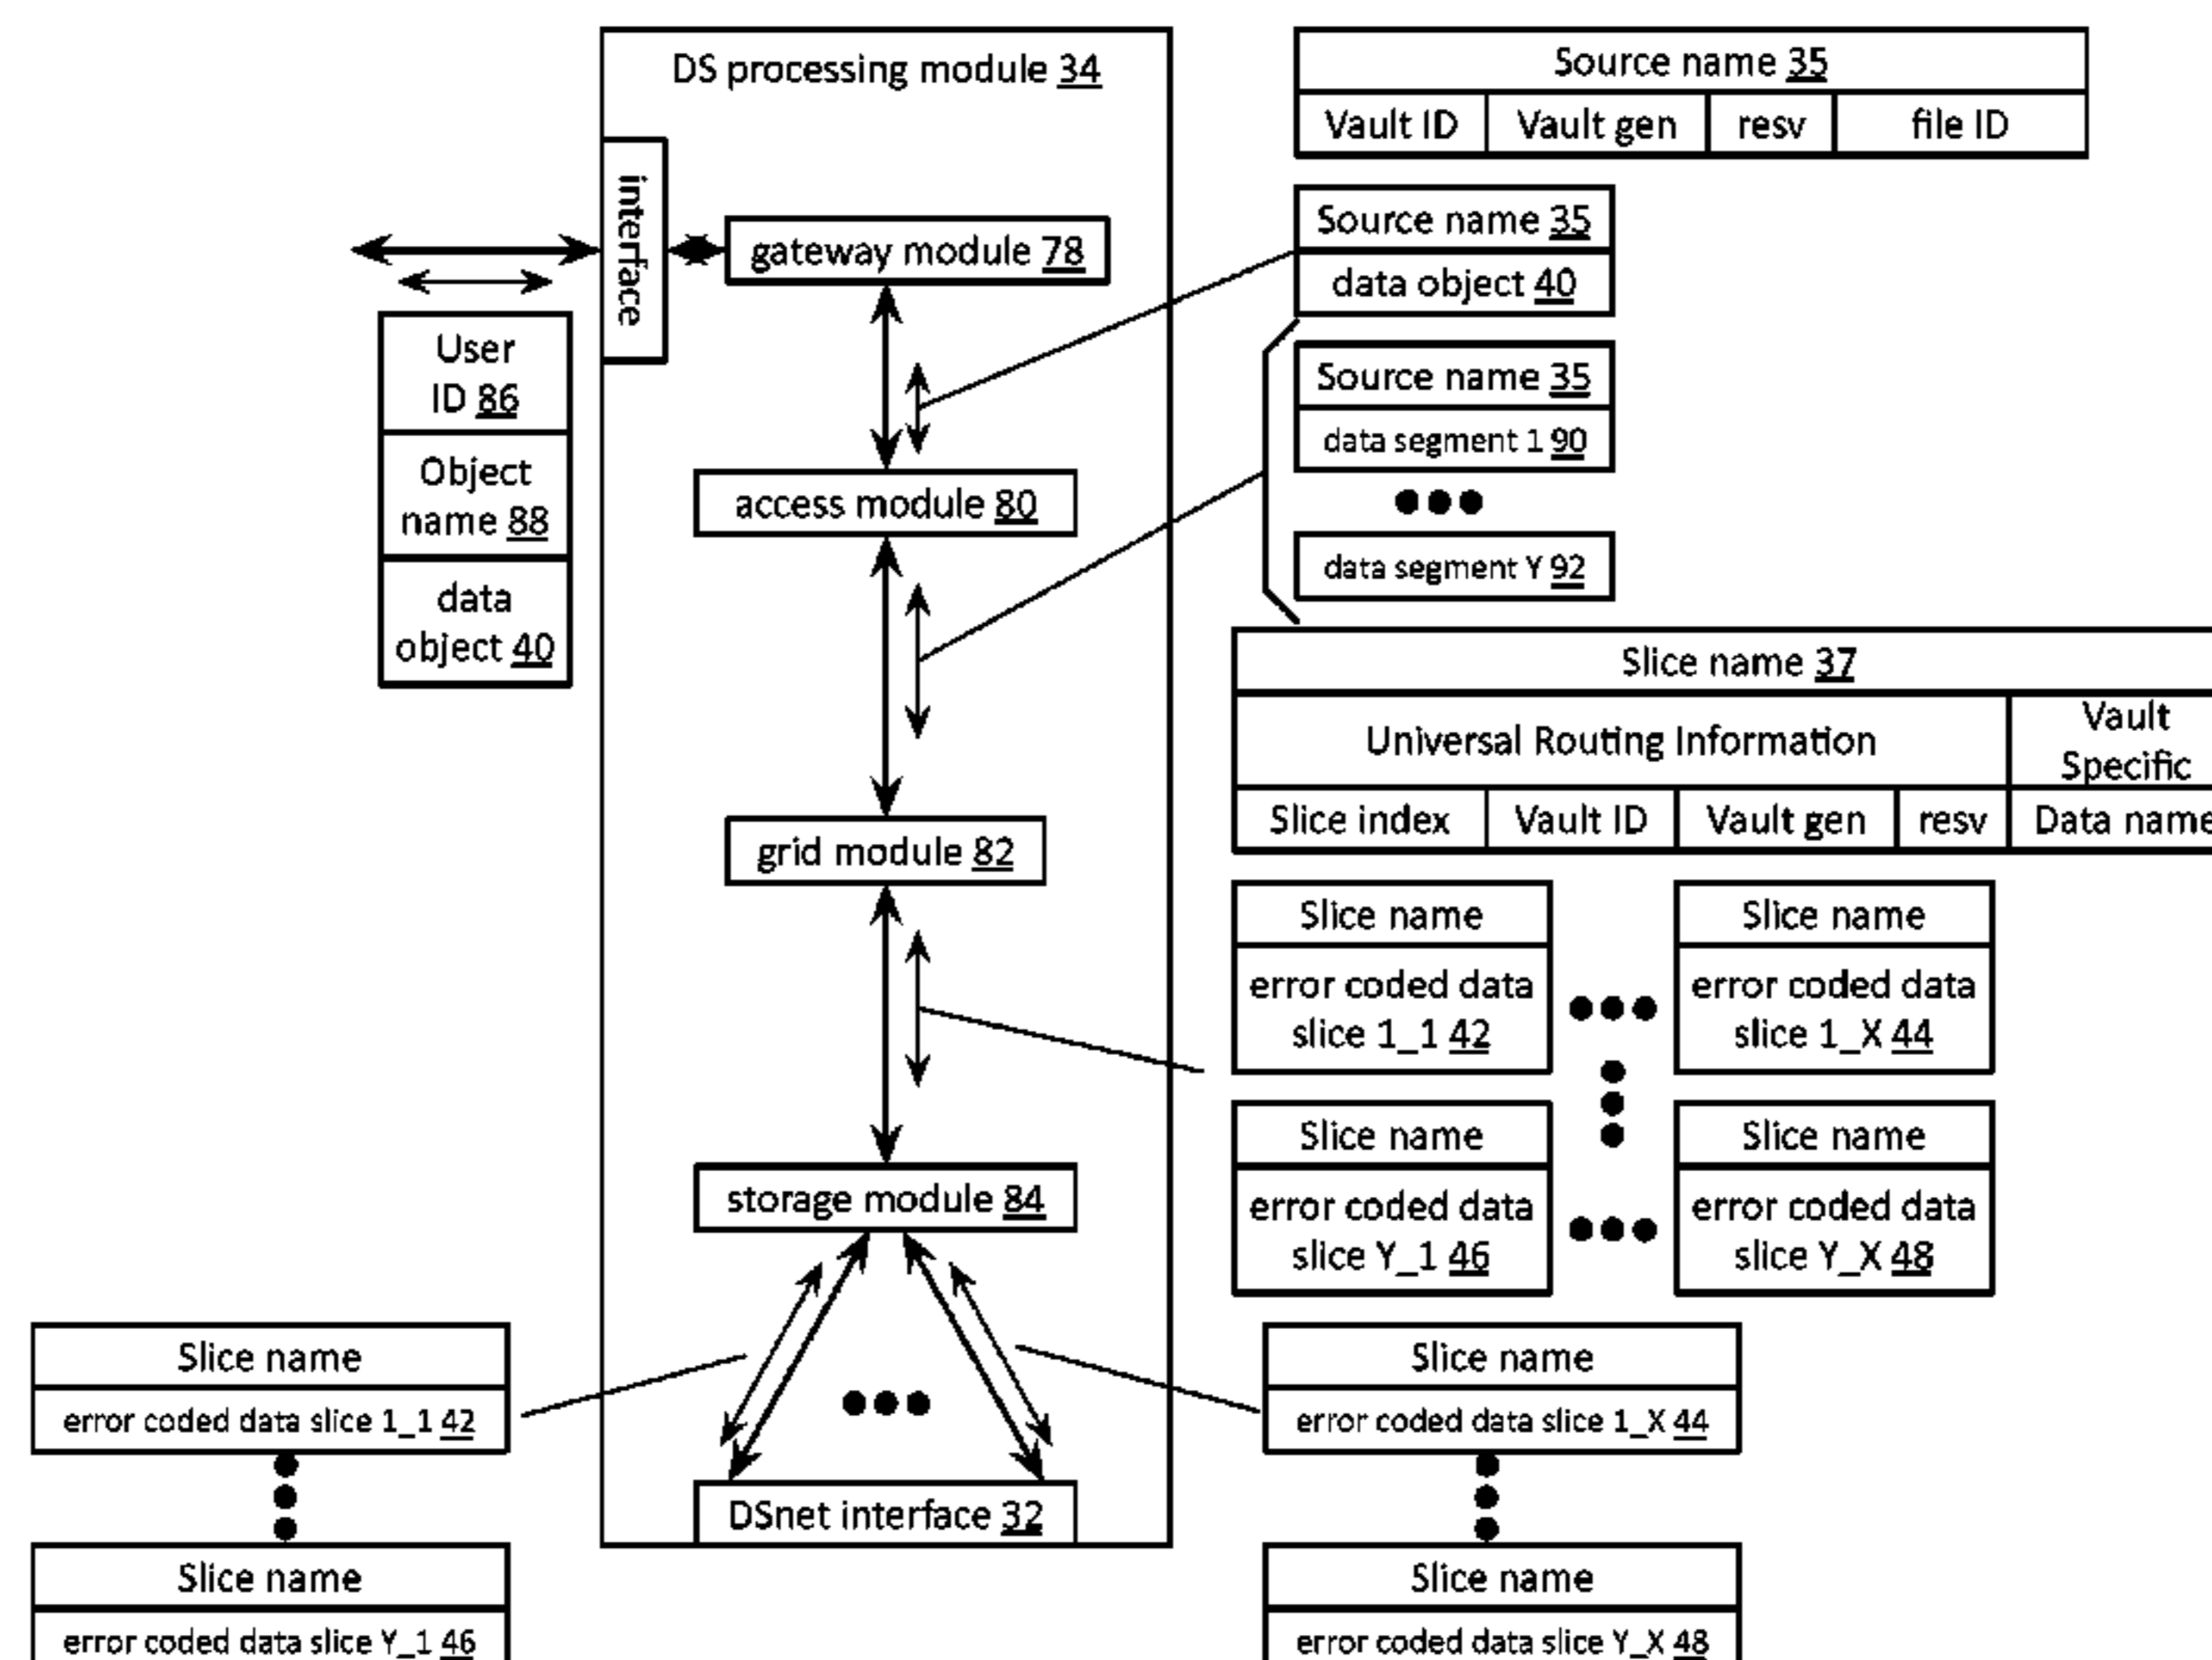 DS processing module 34
interface
gateway module 78
User
ID 86
Object
name 88
data
object 40
access module 80
grid module 82
storage module 84
DSnet interface 32
Source name 35
Vault ID Vault gen resv file ID
Source name 35
data object 40
Source name 35
data segment 1 90
data segment Y 92
Slice name 37
Universal Routing Information
Vault
Specific
Slice index Vault ID Vault gen resv Data name
Slice name
error coded data
slice 1_1 42
Slice name
error coded data
slice 1_X 44
Slice name
error coded data
slice Y_1 46
Slice name
error coded data
slice Y_X 48
Slice name
error coded data slice 1_1 42
Slice name
error coded data slice Y_1 46
Slice name
error coded data slice 1_X 44
Slice name
error coded data slice Y_X 48